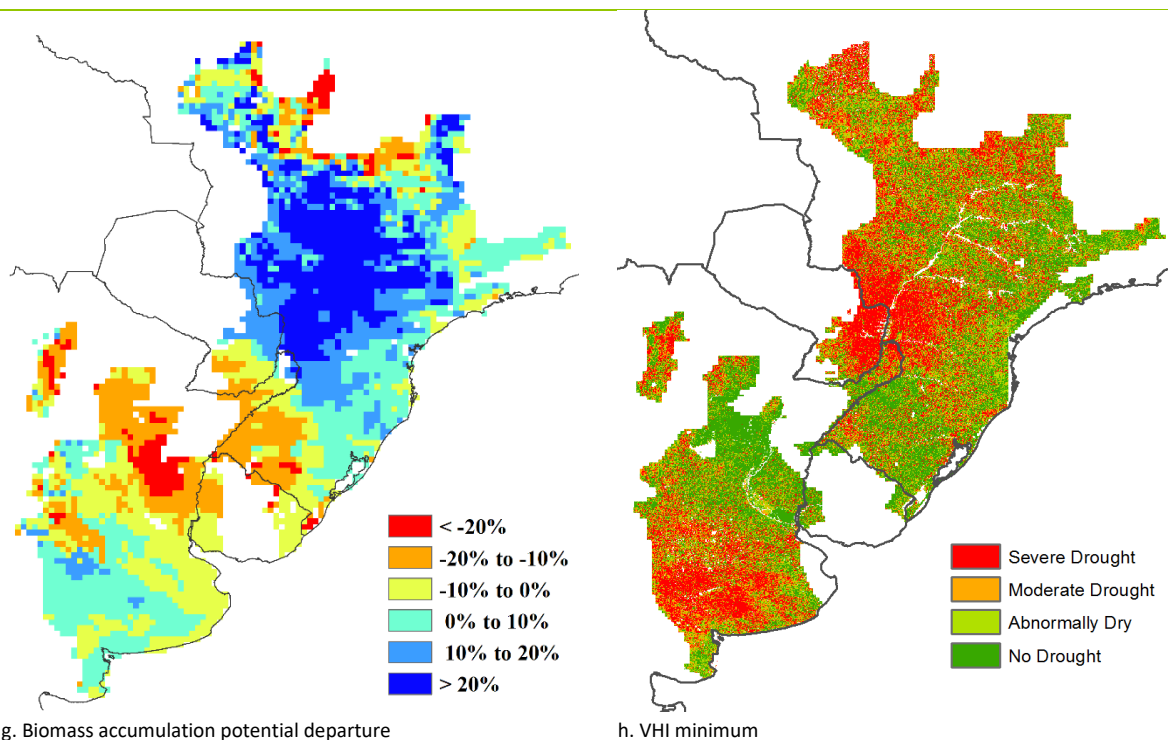 < -20%
-20% to -10%
-10% to 0%
0% to 10%
10% to 20%
> 20%
Severe Drought
Moderate Drought
Abnormally Dry
No Drought
g. Biomass accumulation potential departure
h. VHI minimum